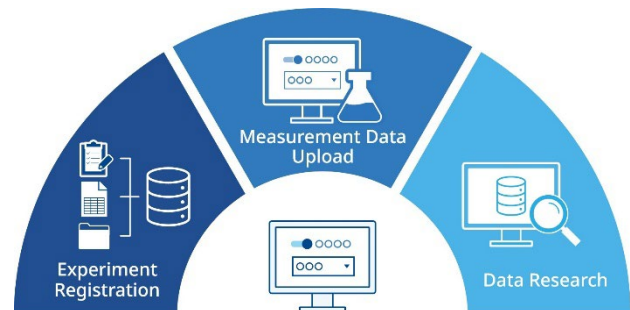 Experiment
Registration
Measurement Data
Upload
Data Research